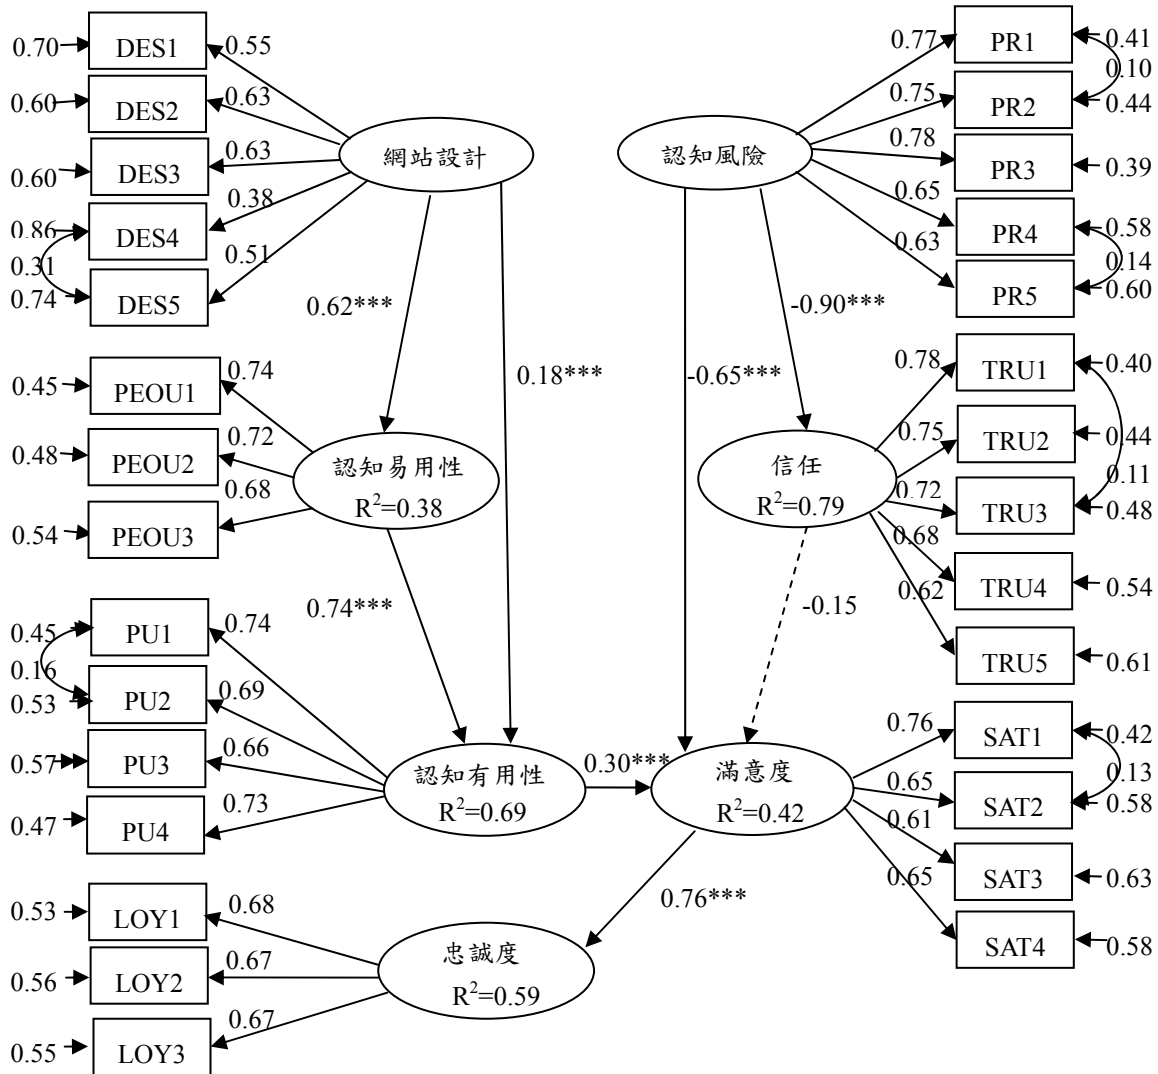 0.70
DES1
0.55
0.60
DES2
0.63
0.60
DES3
0.63
0.86
DES4
0.38
0.31
0.74
DES5
0.51
網站設計
0.62***
0.18***
0.45
PEOU1
0.74
0.48
PEOU2
0.72
0.54
PEOU3
0.68
認知易用性
R²=0.38
0.74***
0.45
PU1
0.74
0.16
0.53
PU2
0.69
0.57
PU3
0.66
0.47
PU4
0.73
認知有用性
R²=0.69
0.30***
0.53
LOY1
0.68
0.56
LOY2
0.67
0.55
LOY3
0.67
忠誠度
R²=0.59
0.76***
認知風險
0.77
PR1
0.41
0.10
0.75
PR2
0.44
0.78
PR3
0.39
0.65
PR4
0.58
0.14
0.63
PR5
0.60
-0.90***
-0.65***
信任
R²=0.79
0.78
TRU1
0.40
0.75
TRU2
0.44
0.11
0.72
TRU3
0.48
0.68
TRU4
0.54
0.62
TRU5
0.61
-0.15
滿意度
R²=0.42
0.76
SAT1
0.42
0.13
0.65
SAT2
0.58
0.61
SAT3
0.63
0.65
SAT4
0.58